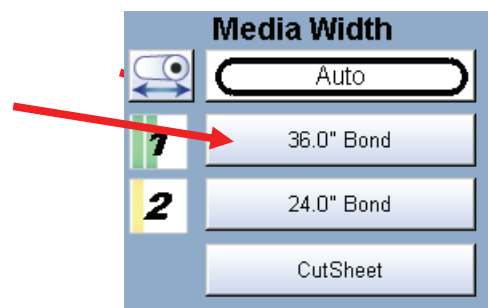 Media Width
Auto
1
36.0" Bond
2
24.0" Bond
CutSheet